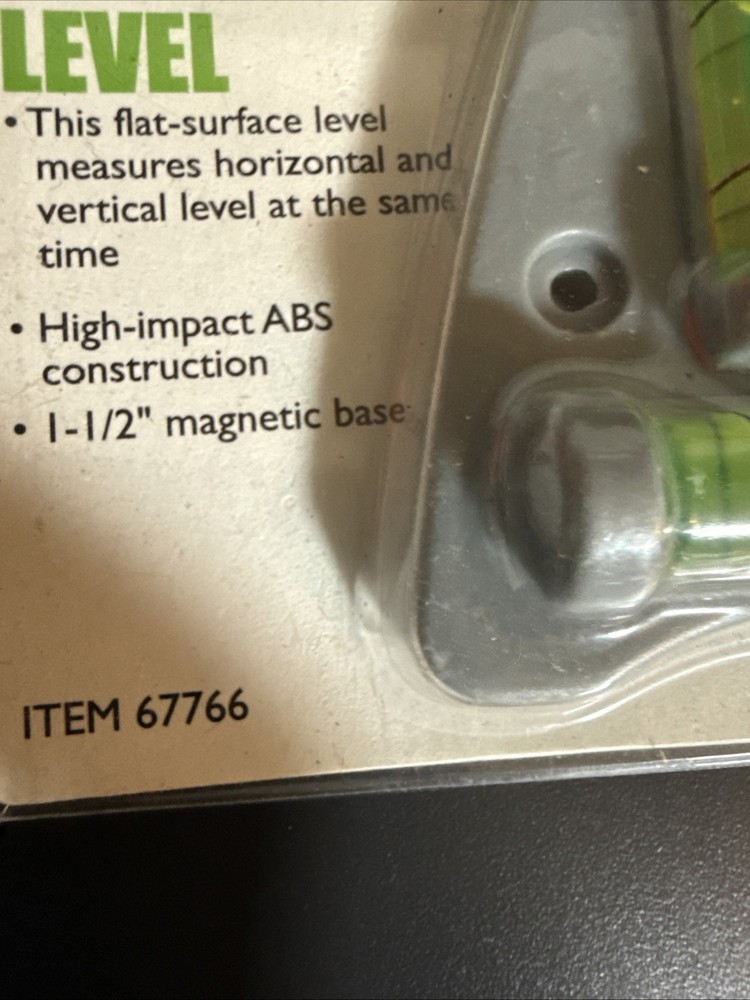 LEVEL
• This flat-surface level
measures horizontal and
vertical level at the same
time
• High-impact ABS
construction
• 1-1/2" magnetic base
ITEM 67766